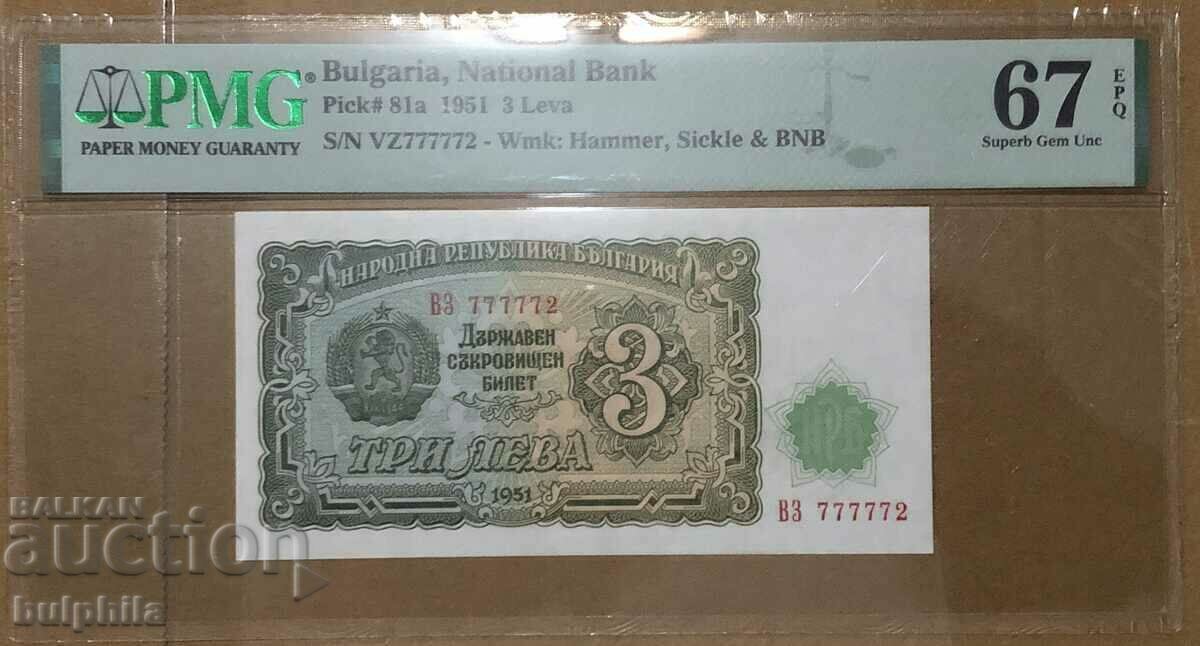 PMG®
PAPER MONEY GUARANTY
Bulgaria, National Bank
Pick# 81a 1951 3 Leva
S/N VZ777772 - Wmk: Hammer, Sickle & BNB
67
EPQ
Superb Gem Unc
НАРОДНА РЕПУБЛИКА БЪЛГАРИЯ
ВЗ 777772
ДЪРЖАВЕН
СЪКРОВИЩЕН
БИЛЕТ
3
ТРИ ЛЕВА
1951
НРБ
ВЗ 777772
BALKAN
auction
bulphila